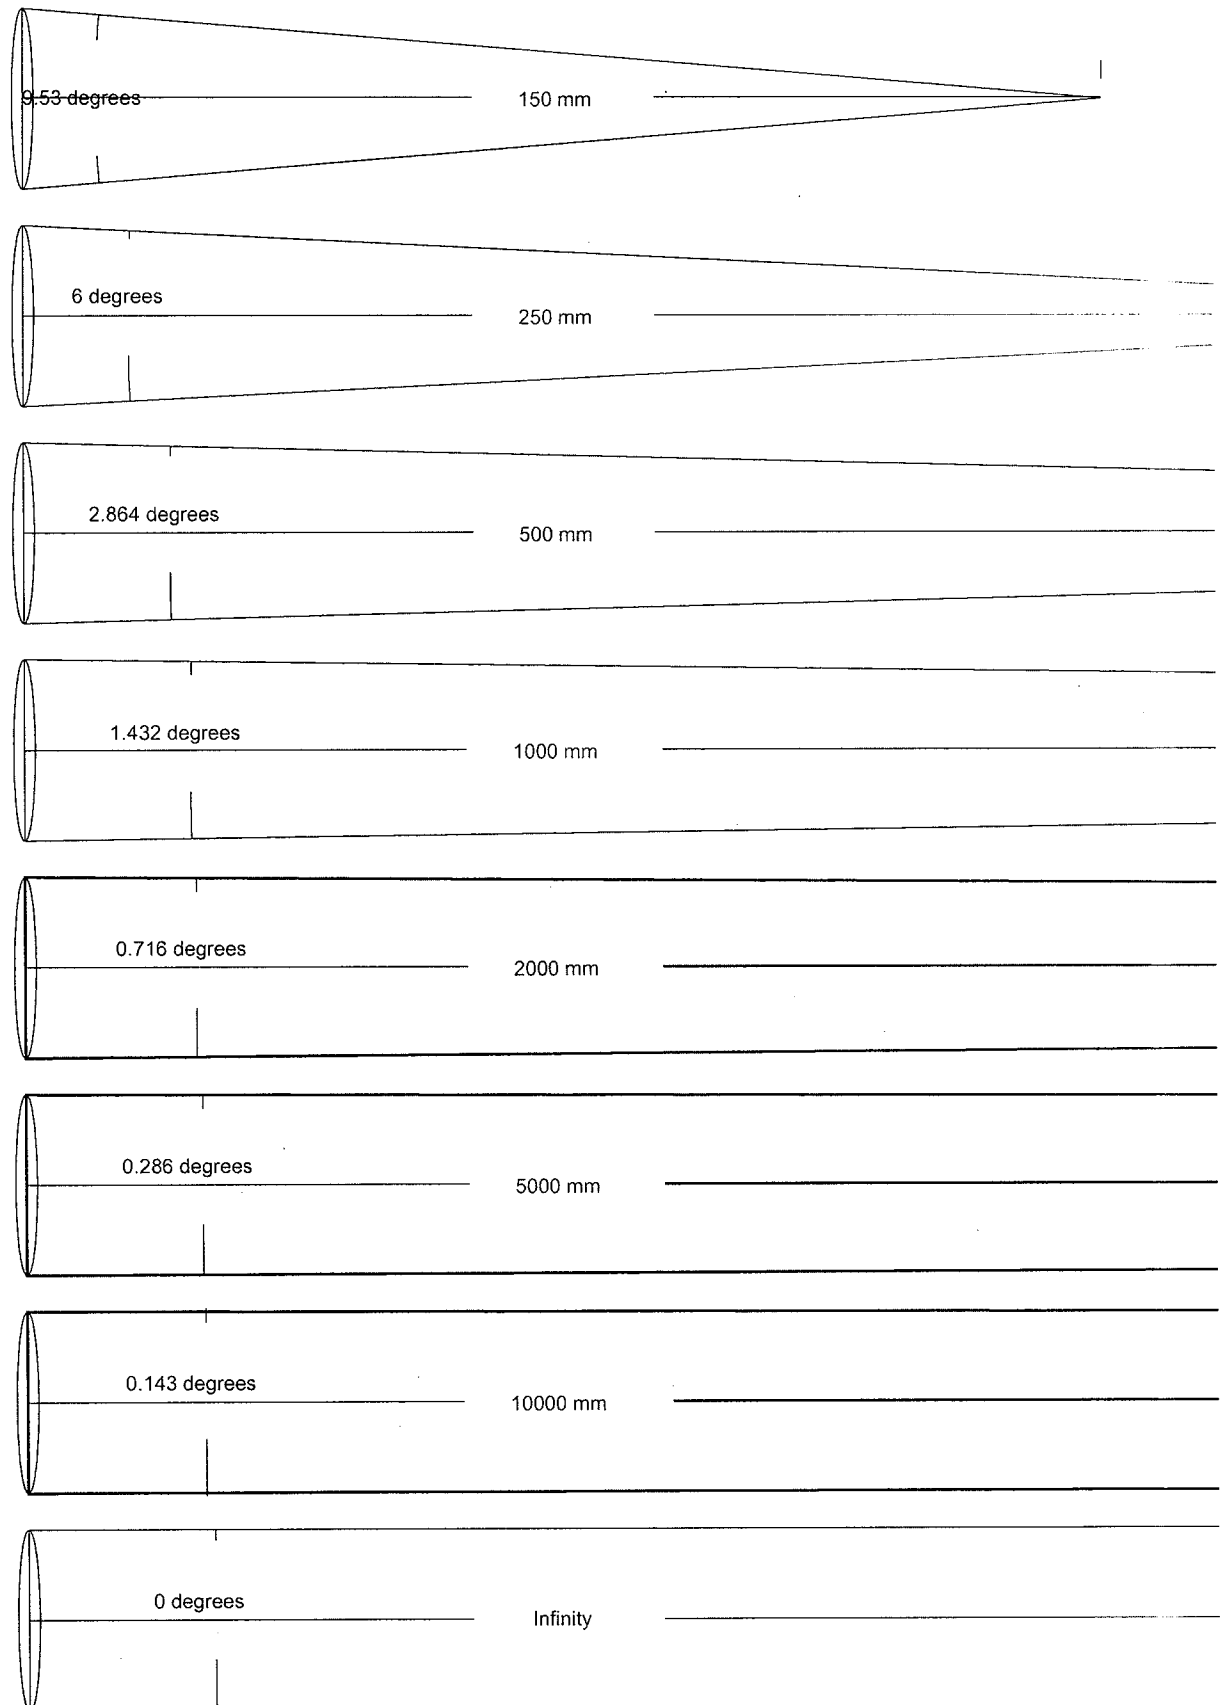 9.53 degrees 150 mm
6 degrees
250 mm
2.864 degrees
500 mm
1.432 degrees
1000 mm
0.716 degrees
2000 mm
0.286 degrees
5000 mm
0.143 degrees
10000 mm
0 degrees
Infinity